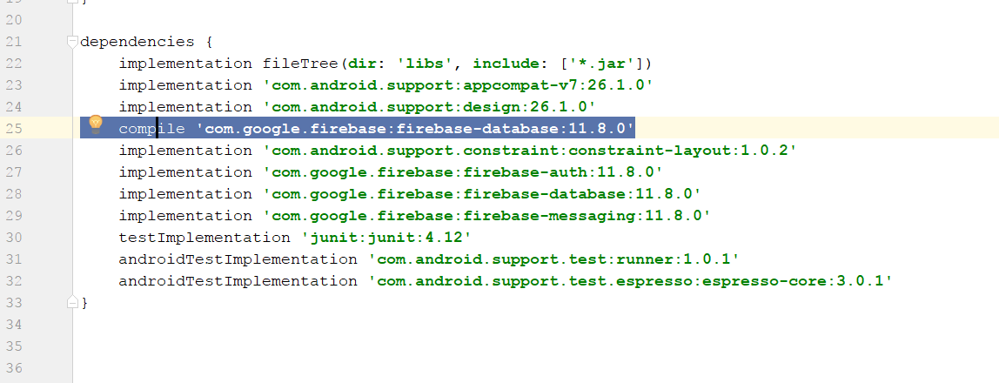 19 }
20
21 dependencies {
22 implementation fileTree(dir: 'libs', include: ['*.jar'])
23 implementation 'com.android.support:appcompat-v7:26.1.0'
24 implementation 'com.android.support:design:26.1.0'
25 compile 'com.google.firebase:firebase-database:11.8.0'
26 implementation 'com.android.support.constraint:constraint-layout:1.0.2'
27 implementation 'com.google.firebase:firebase-auth:11.8.0'
28 implementation 'com.google.firebase:firebase-database:11.8.0'
29 implementation 'com.google.firebase:firebase-messaging:11.8.0'
30 testImplementation 'junit:junit:4.12'
31 androidTestImplementation 'com.android.support.test:runner:1.0.1'
32 androidTestImplementation 'com.android.support.test.espresso:espresso-core:3.0.1'
33 }
34
35
36